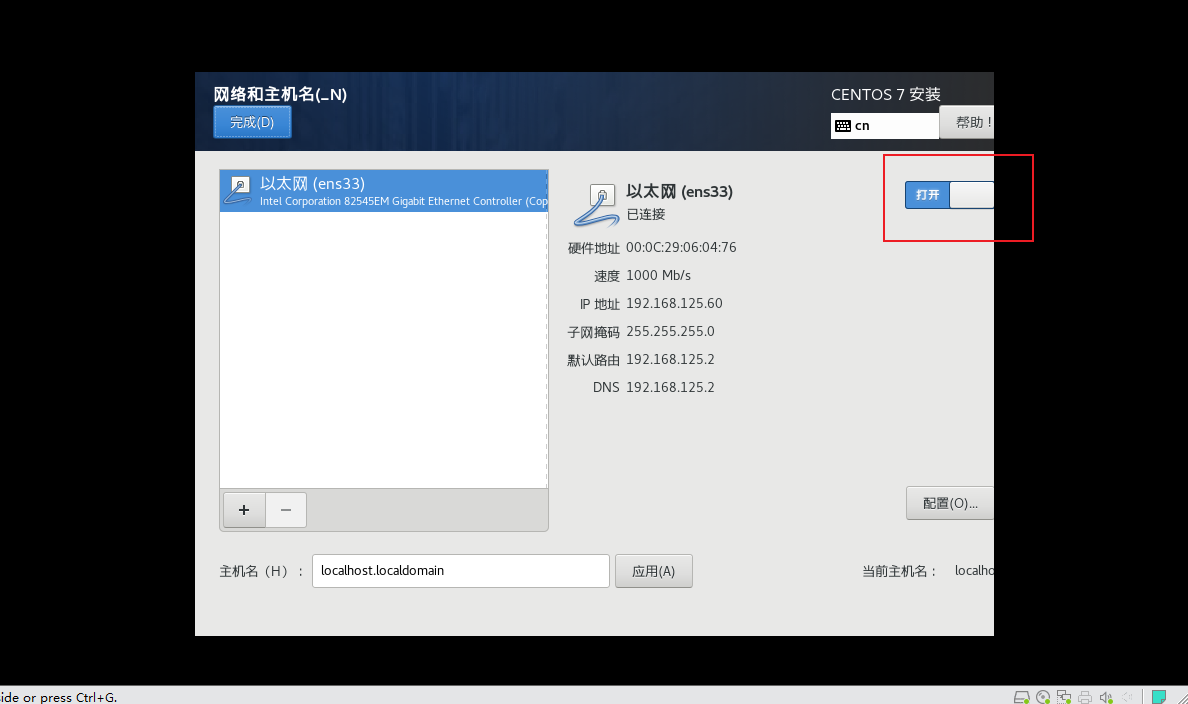 网络和主机名(_N)
CENTOS 7 安装
完成(D)
cn
帮助！
以太网 (ens33)
Intel Corporation 82545EM Gigabit Ethernet Controller (Cop
以太网 (ens33)
已连接
打开
硬件地址 00:0C:29:06:04:76
速度 1000 Mb/s
IP 地址 192.168.125.60
子网掩码 255.255.255.0
默认路由 192.168.125.2
DNS 192.168.125.2
+ −
配置(O)...
主机名（H）： localhost.localdomain 应用(A)
当前主机名： localho
ide or press Ctrl+G.